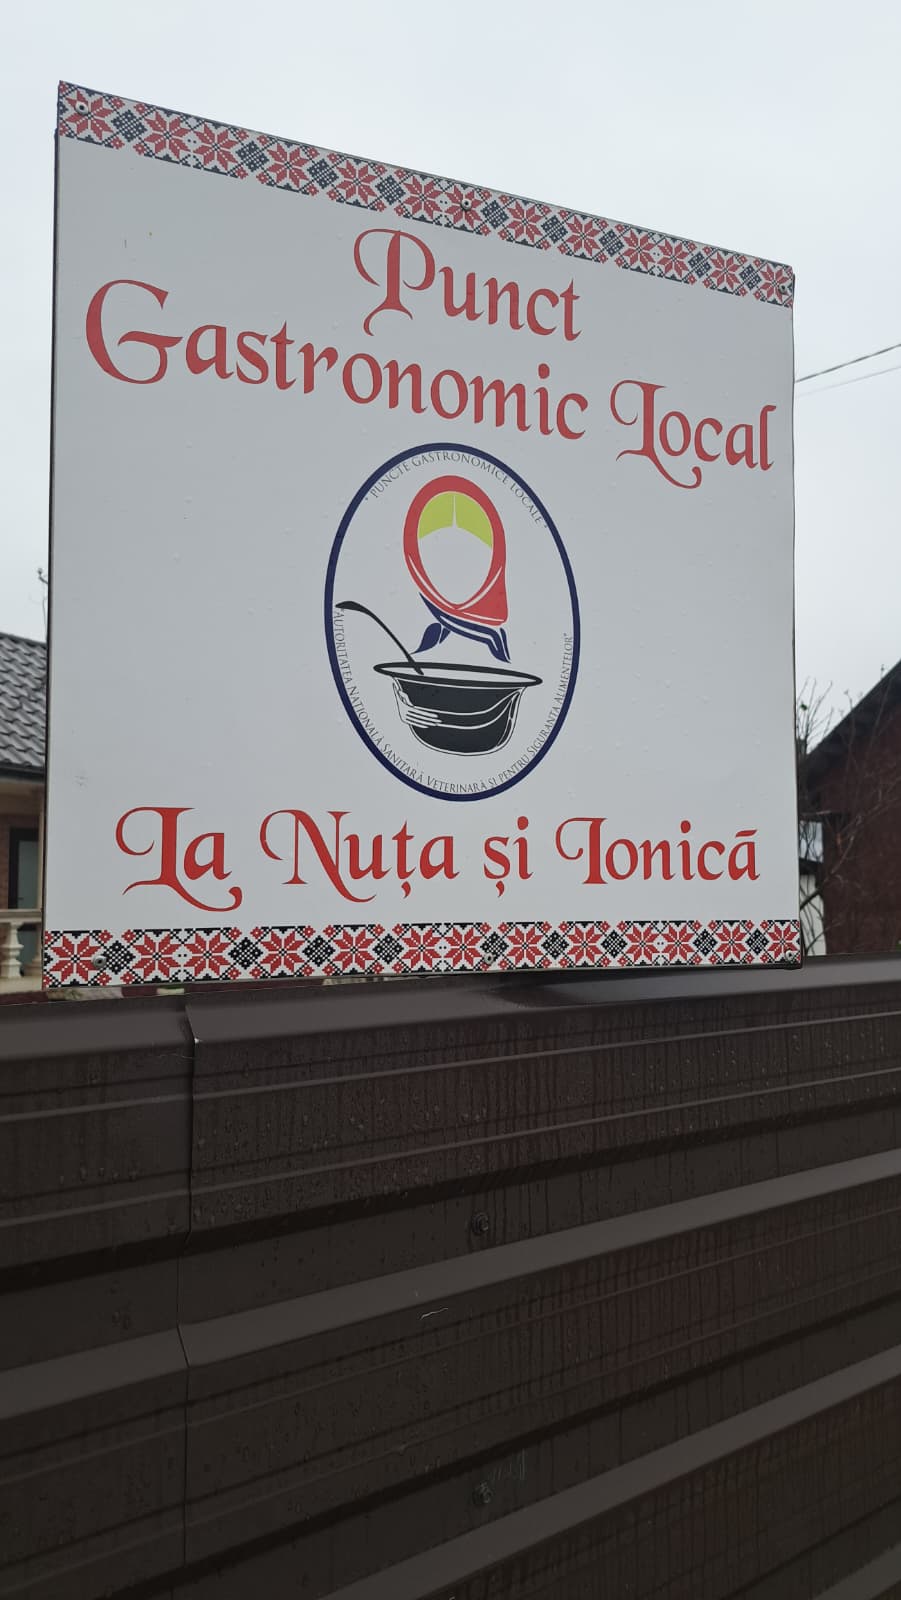 Punct
Gastronomic Local
* PUNCTE GASTRONOMICE LOCALE *
"AUTORITATEA NAȚIONALĂ SANITARĂ VETERINARĂ ȘI PENTRU SIGURANȚA ALIMENTELOR"
La Nuța și Ionică